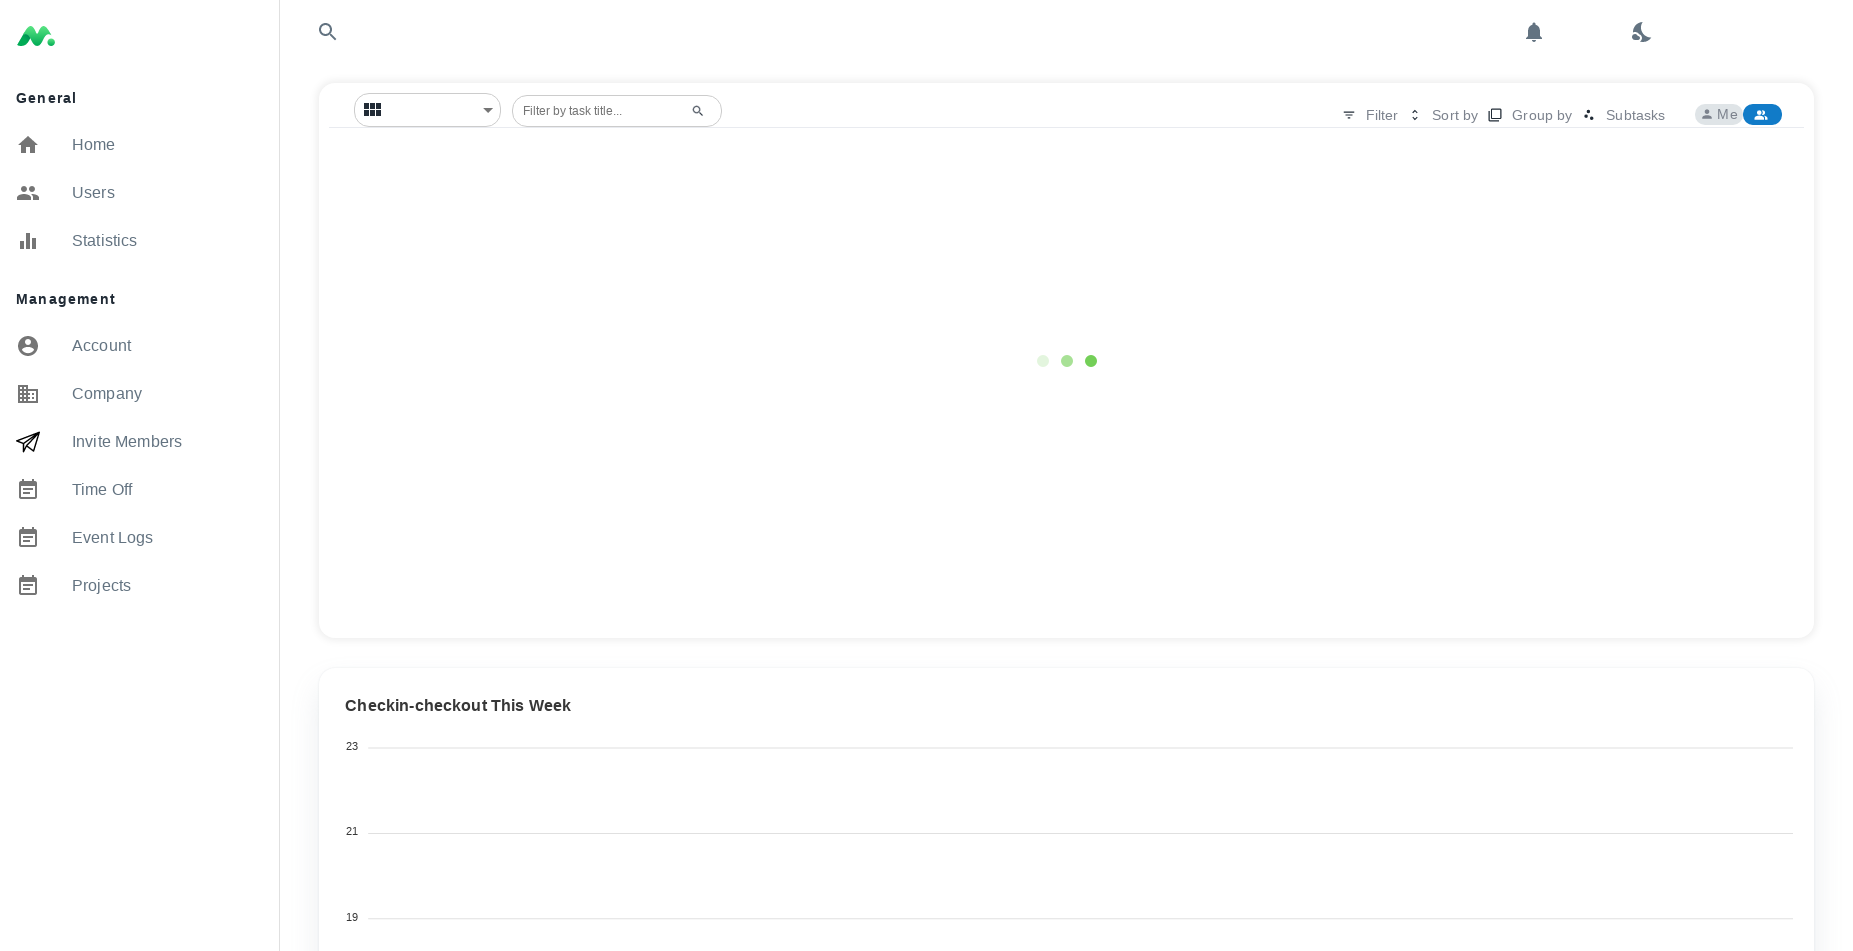 General
Home
Users
Statistics
Management
Account
Company
Invite Members
Time Off
Event Logs
Projects
Filter by task title...
Filter
Sort by
Group by
Subtasks
Me
Checkin-checkout This Week
23
21
19